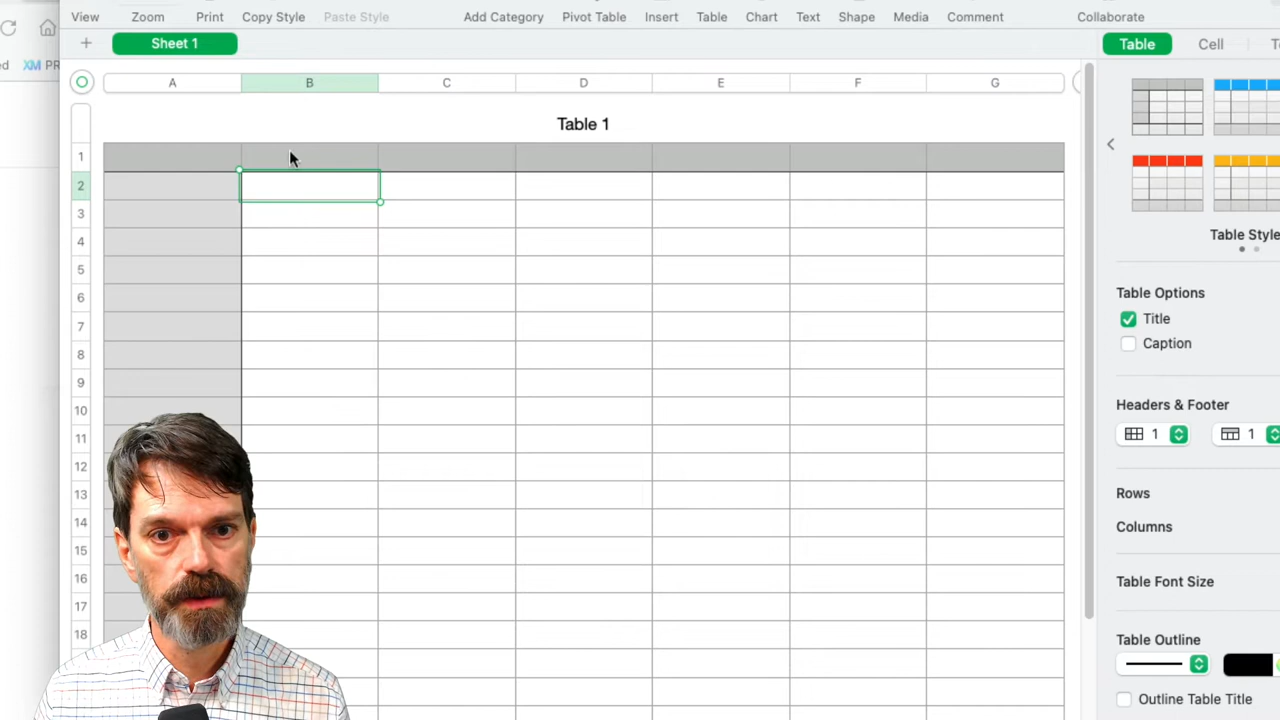 View Zoom Print Copy Style Paste Style Add Category Pivot Table Insert Table Chart Text Shape Media Comment Collaborate
+ Sheet 1 Table Cell
XM PR
A B C D E F G
Table 1
1
2
3
4
5
6
7
8
9
10
11
12
13
14
15
16
17
18
Table Style
Table Options
Title
Caption
Headers & Footer
1 1
Rows
Columns
Table Font Size
Table Outline
Outline Table Title